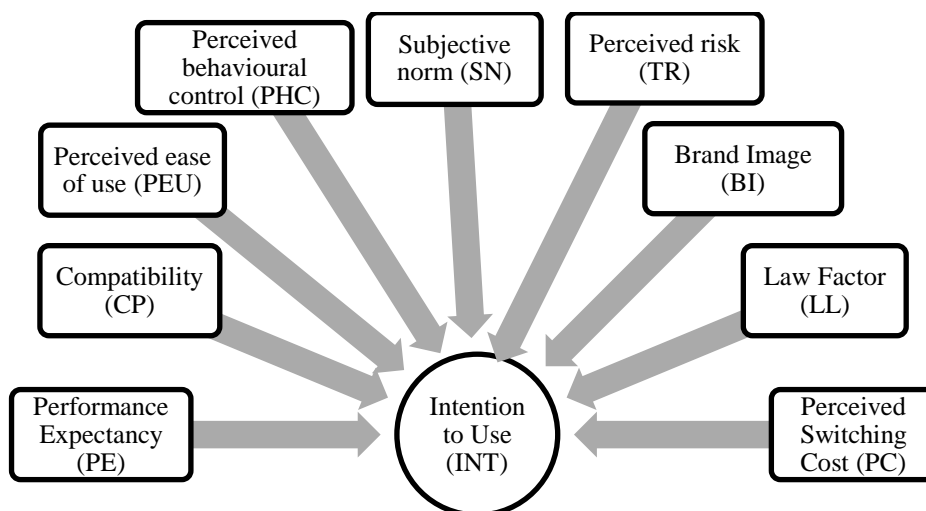 Perceived
behavioural
control (PHC)
Subjective
norm (SN)
Perceived risk
(TR)
Perceived ease
of use (PEU)
Brand Image
(BI)
Compatibility
(CP)
Law Factor
(LL)
Performance
Expectancy
(PE)
Intention
to Use
(INT)
Perceived
Switching
Cost (PC)